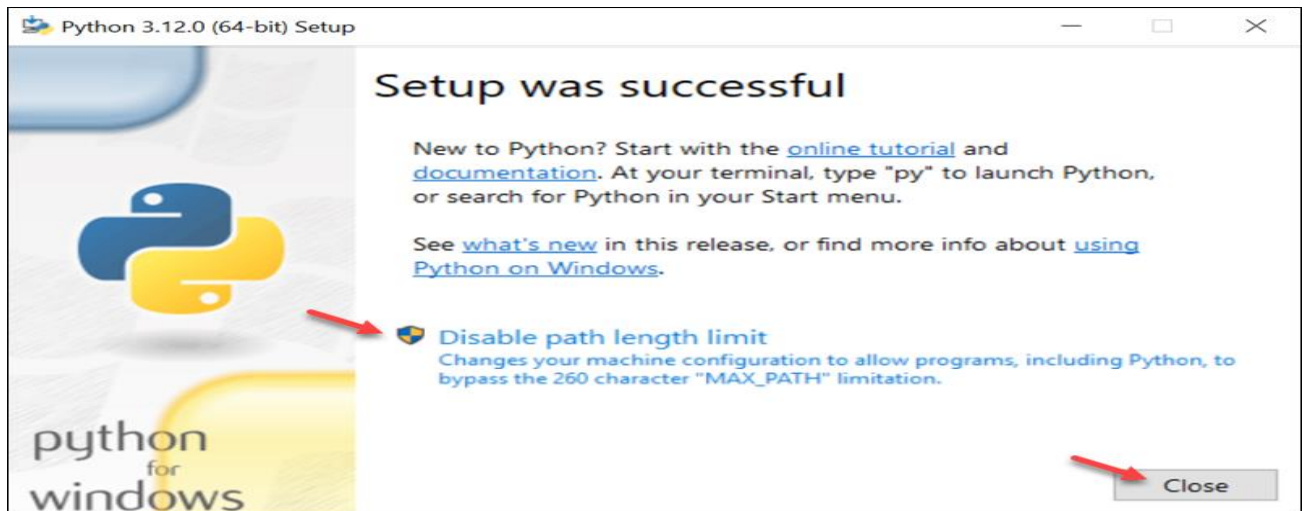 Python 3.12.0 (64-bit) Setup
Setup was successful
New to Python? Start with the online tutorial and
documentation. At your terminal, type "py" to launch Python,
or search for Python in your Start menu.
See what's new in this release, or find more info about using
Python on Windows.
Disable path length limit
Changes your machine configuration to allow programs, including Python, to
bypass the 260 character "MAX_PATH" limitation.
python
for
windows
Close